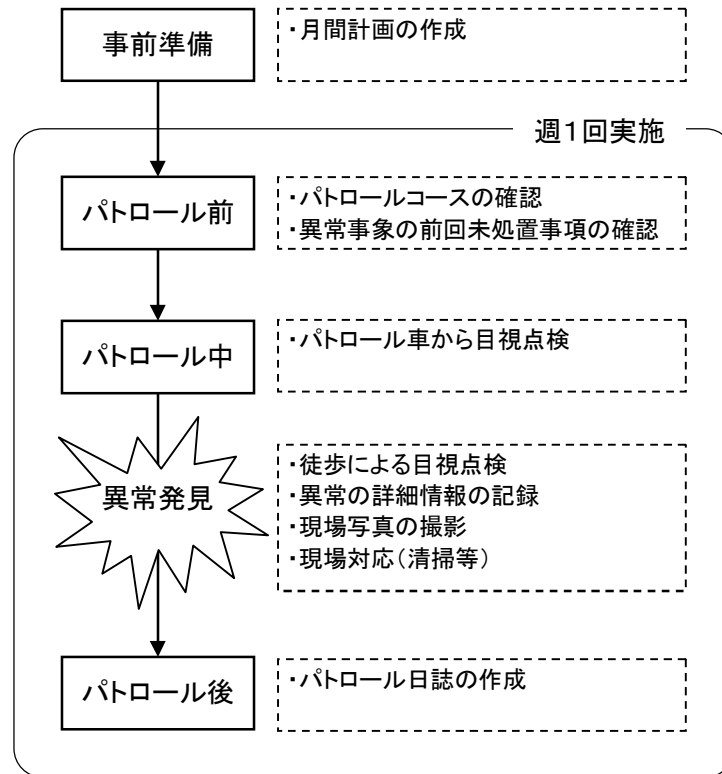 事前準備
・月間計画の作成
週1回実施
パトロール前
・パトロールコースの確認
・異常事象の前回未処置事項の確認
パトロール中
・パトロール車から目視点検
異常発見
・徒歩による目視点検
・異常の詳細情報の記録
・現場写真の撮影
・現場対応(清掃等)
パトロール後
・パトロール日誌の作成